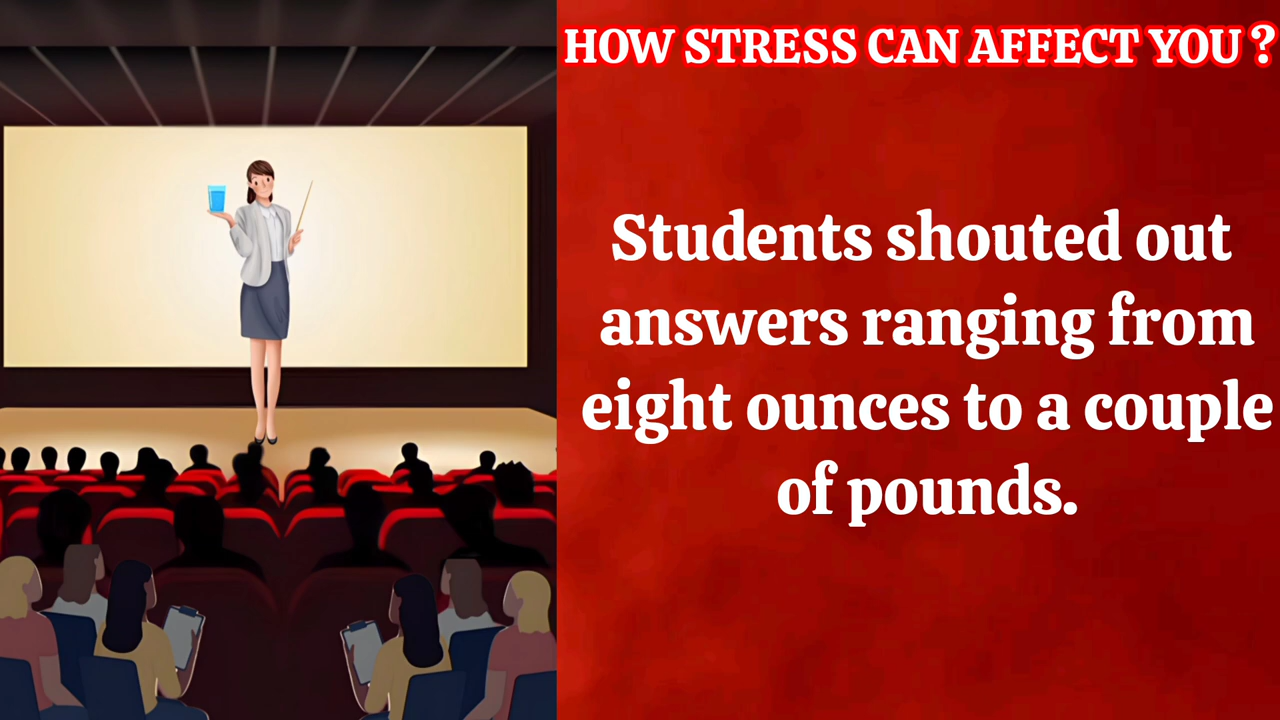 HOW STRESS CAN AFFECT YOU ?
Students shouted out
answers ranging from
eight ounces to a couple
of pounds.